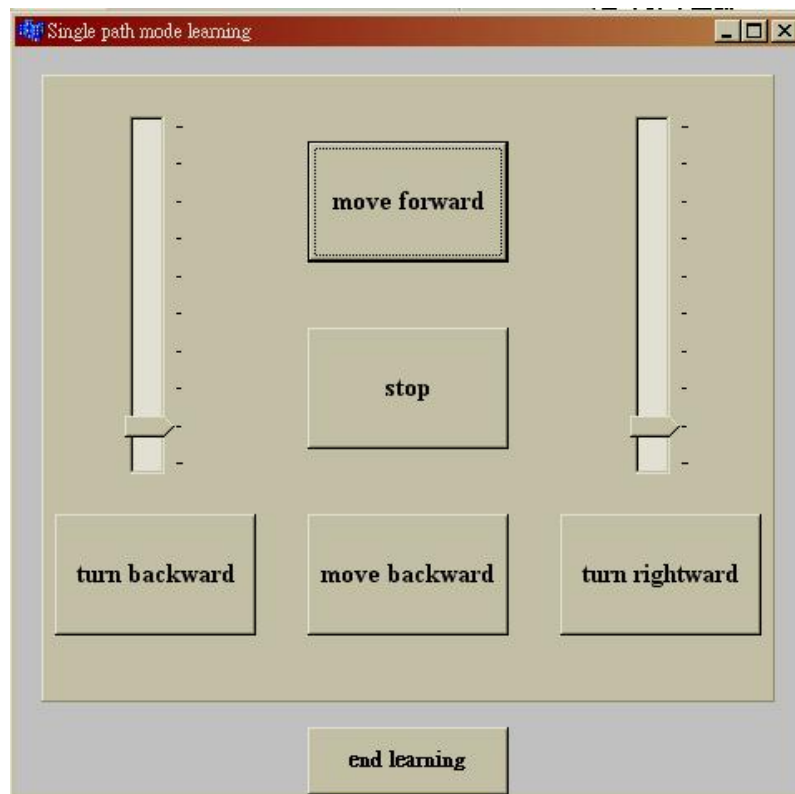 Single path mode learning
move forward
stop
turn backward
move backward
turn rightward
end learning